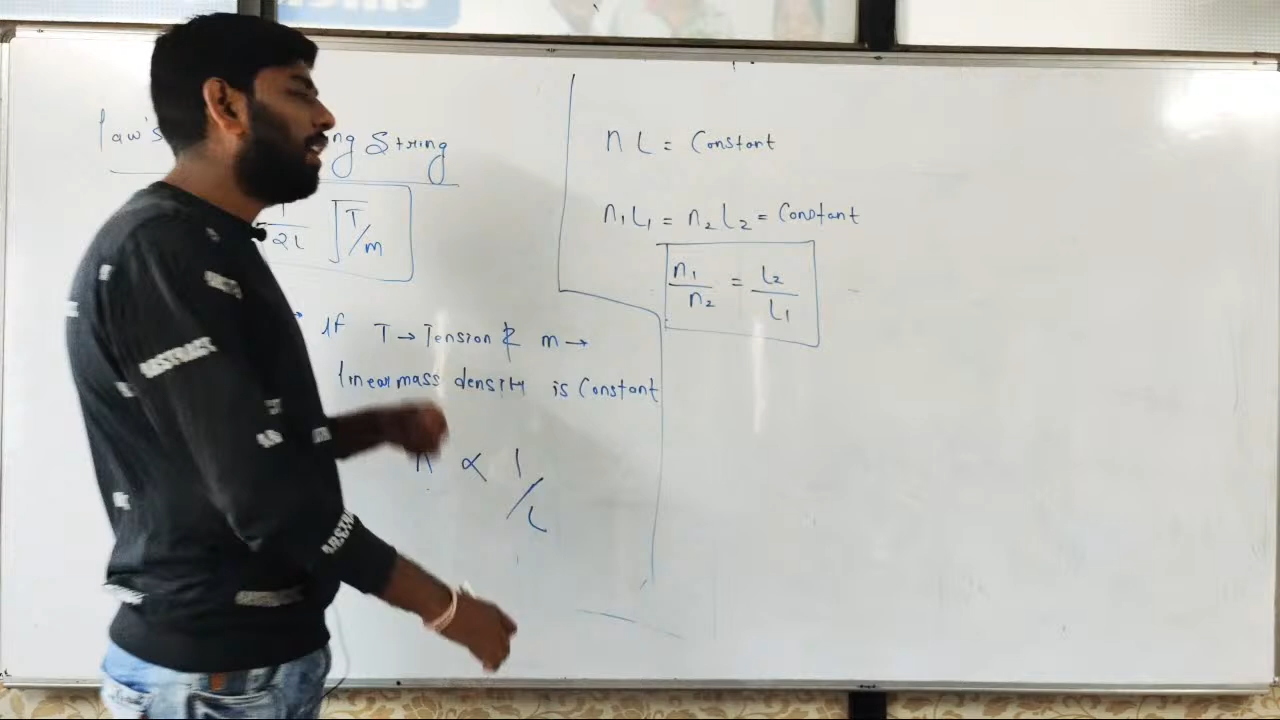 law's ng String
1/2l √T/m
If T → Tension & m →
linear mass density is Constant
n ∝ 1/L
n L = Constant
n₁ L₁ = n₂ L₂ = Constant
n₁/n₂ = L₂/L₁
ABSTRACT